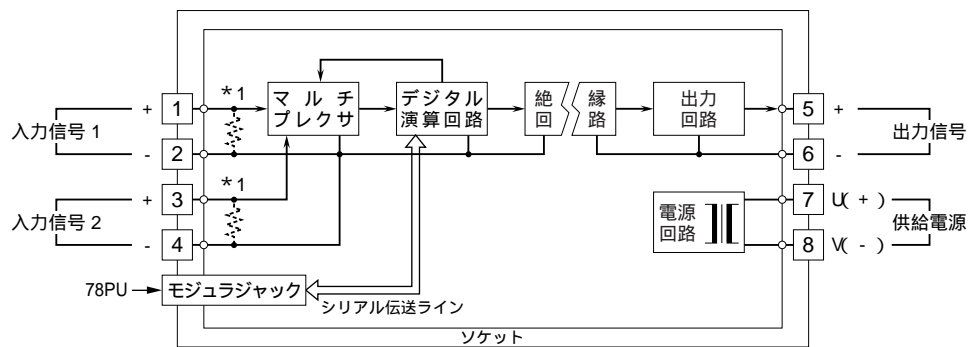 *1
マルチ
プレクサ
デジタル
演算回路
絶縁
回路
出力
回路
入力信号 1
+ 1
- 2
5 +
6 -
出力信号
*1
入力信号 2
+ 3
- 4
電源
回路
7 U( + )
8 V( - )
供給電源
78PU
モジュラジャック
シリアル伝送ライン
ソケット